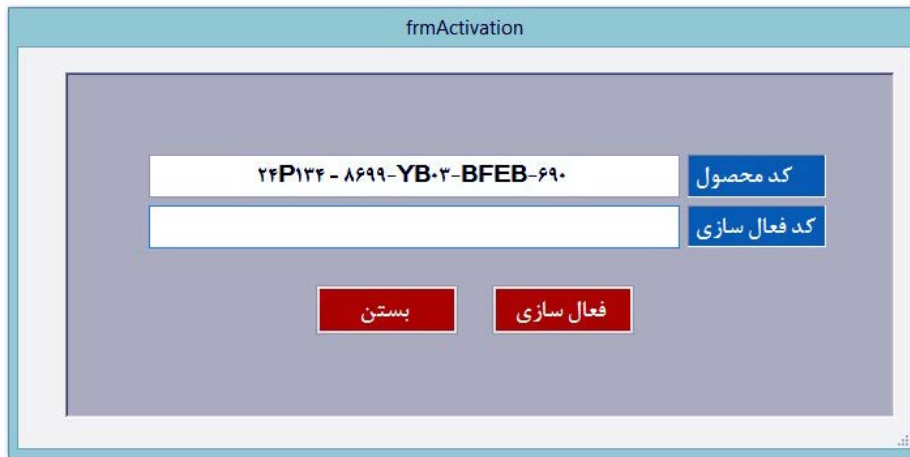 frmActivation
کد محصول
۲۴P۱۳۴ - ۸۶۹۹-YB۰۳-BFEB-۶۹۰
کد فعال سازی
فعال سازی
بستن